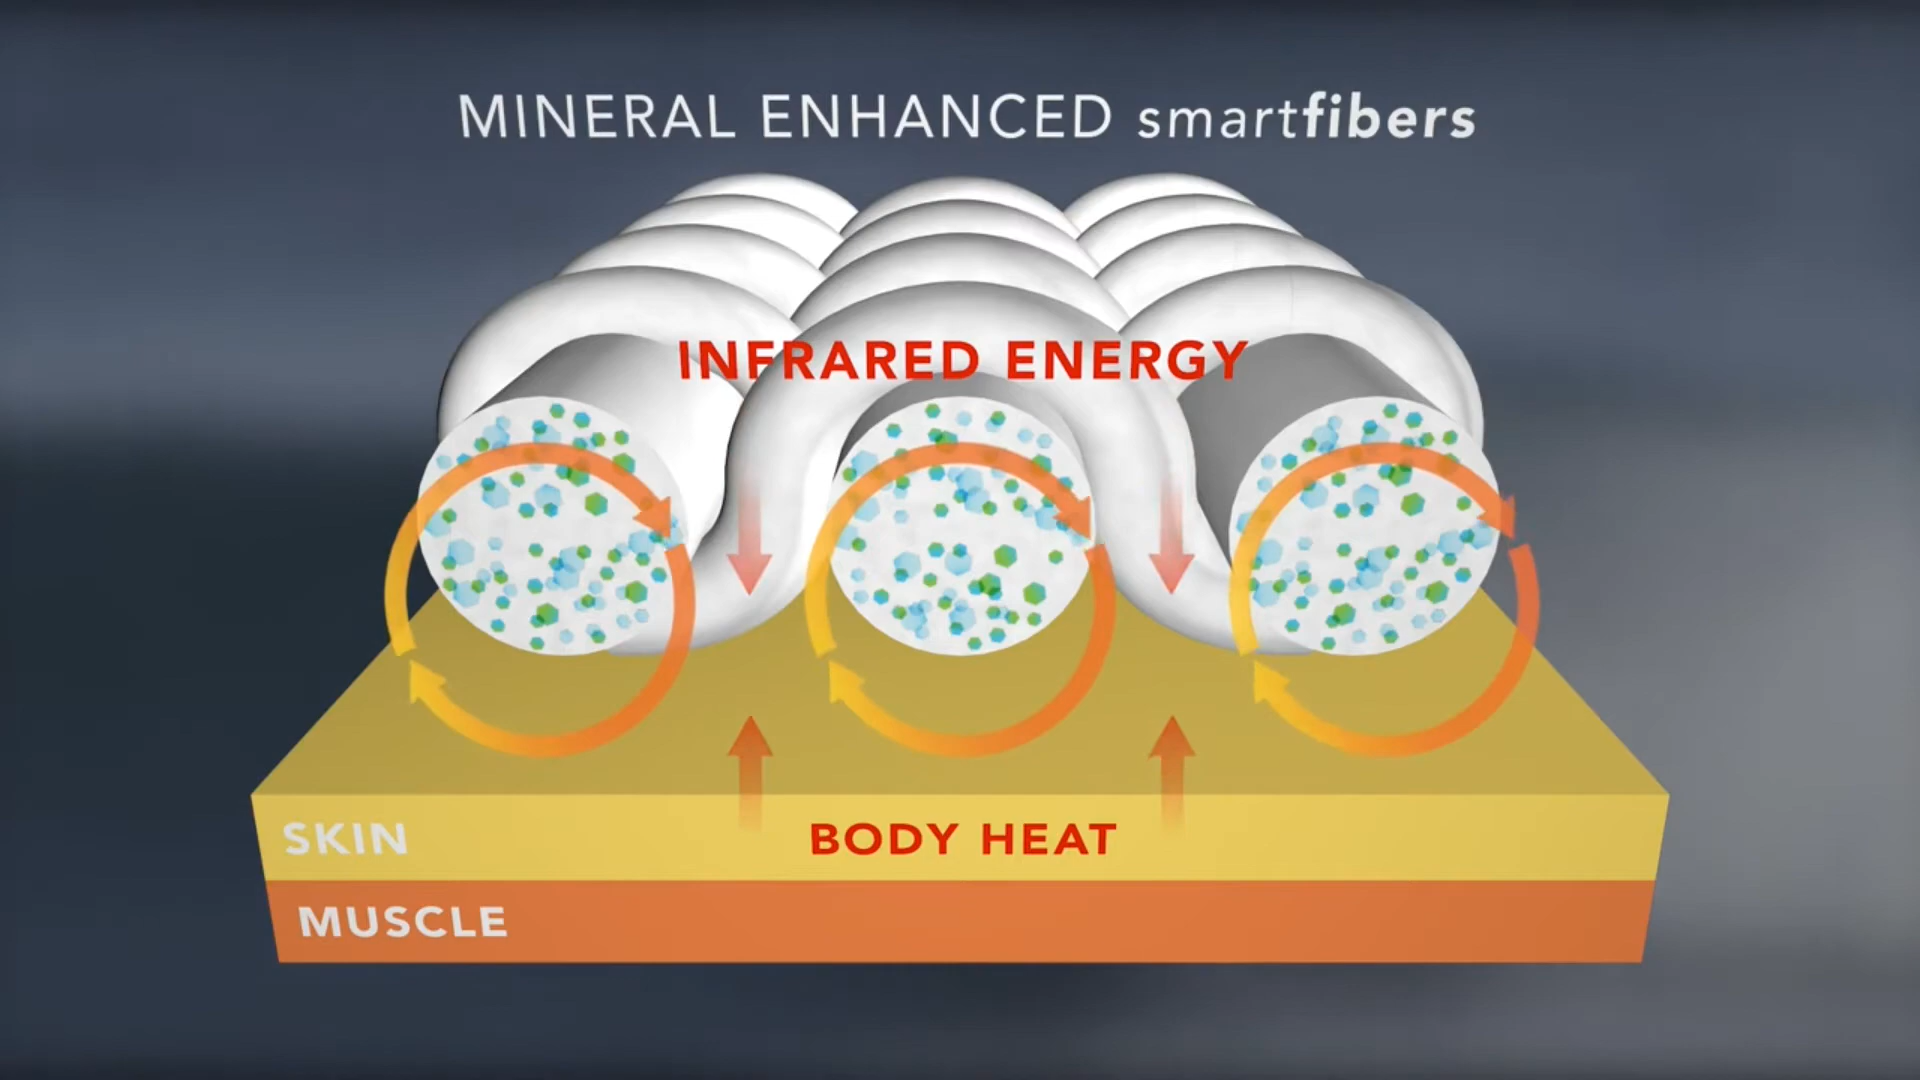 MINERAL ENHANCED smartfibers
INFRARED ENERGY
SKIN
BODY HEAT
MUSCLE